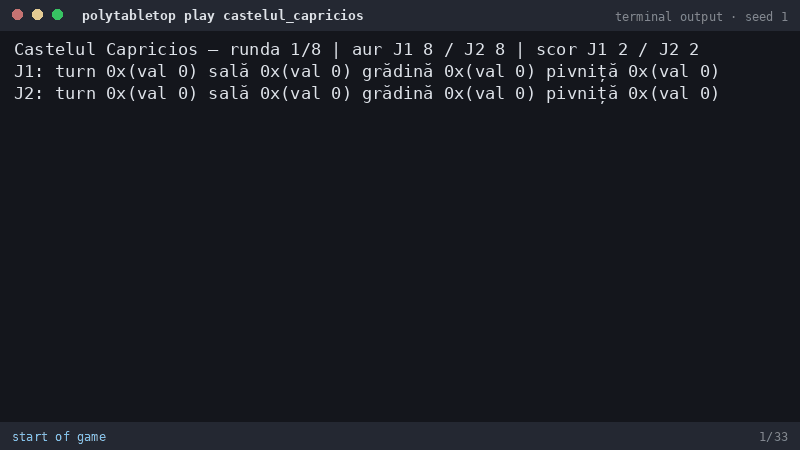 polytabletop play castelul_capricios
terminal output · seed 1
Castelul Capricios — runda 1/8 | aur J1 8 / J2 8 | scor J1 2 / J2 2
J1: turn 0x(val 0) sală 0x(val 0) grădină 0x(val 0) pivniță 0x(val 0)
J2: turn 0x(val 0) sală 0x(val 0) grădină 0x(val 0) pivniță 0x(val 0)
start of game
1/33